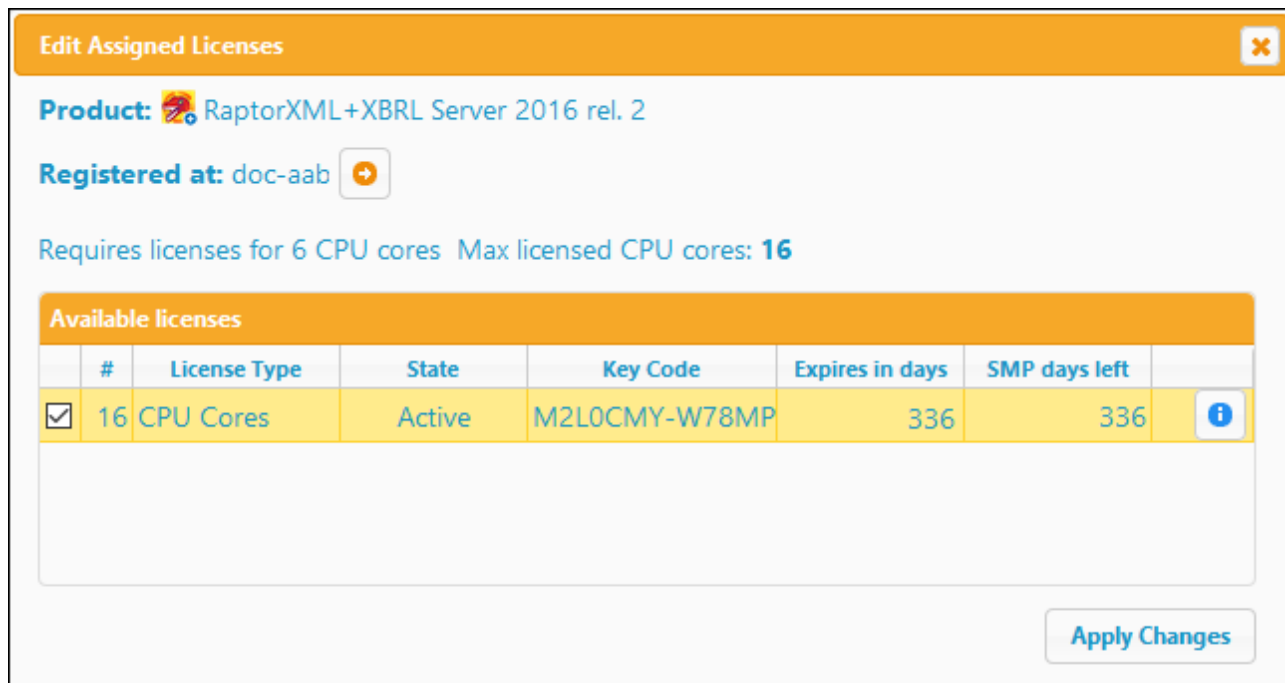 Edit Assigned Licenses
Product: RaptorXML+XBRL Server 2016 rel. 2
Registered at: doc-aab
Requires licenses for 6 CPU cores Max licensed CPU cores: 16
Available licenses
# License Type State Key Code Expires in days SMP days left
16 CPU Cores Active M2L0CMY-W78MP 336 336
Apply Changes